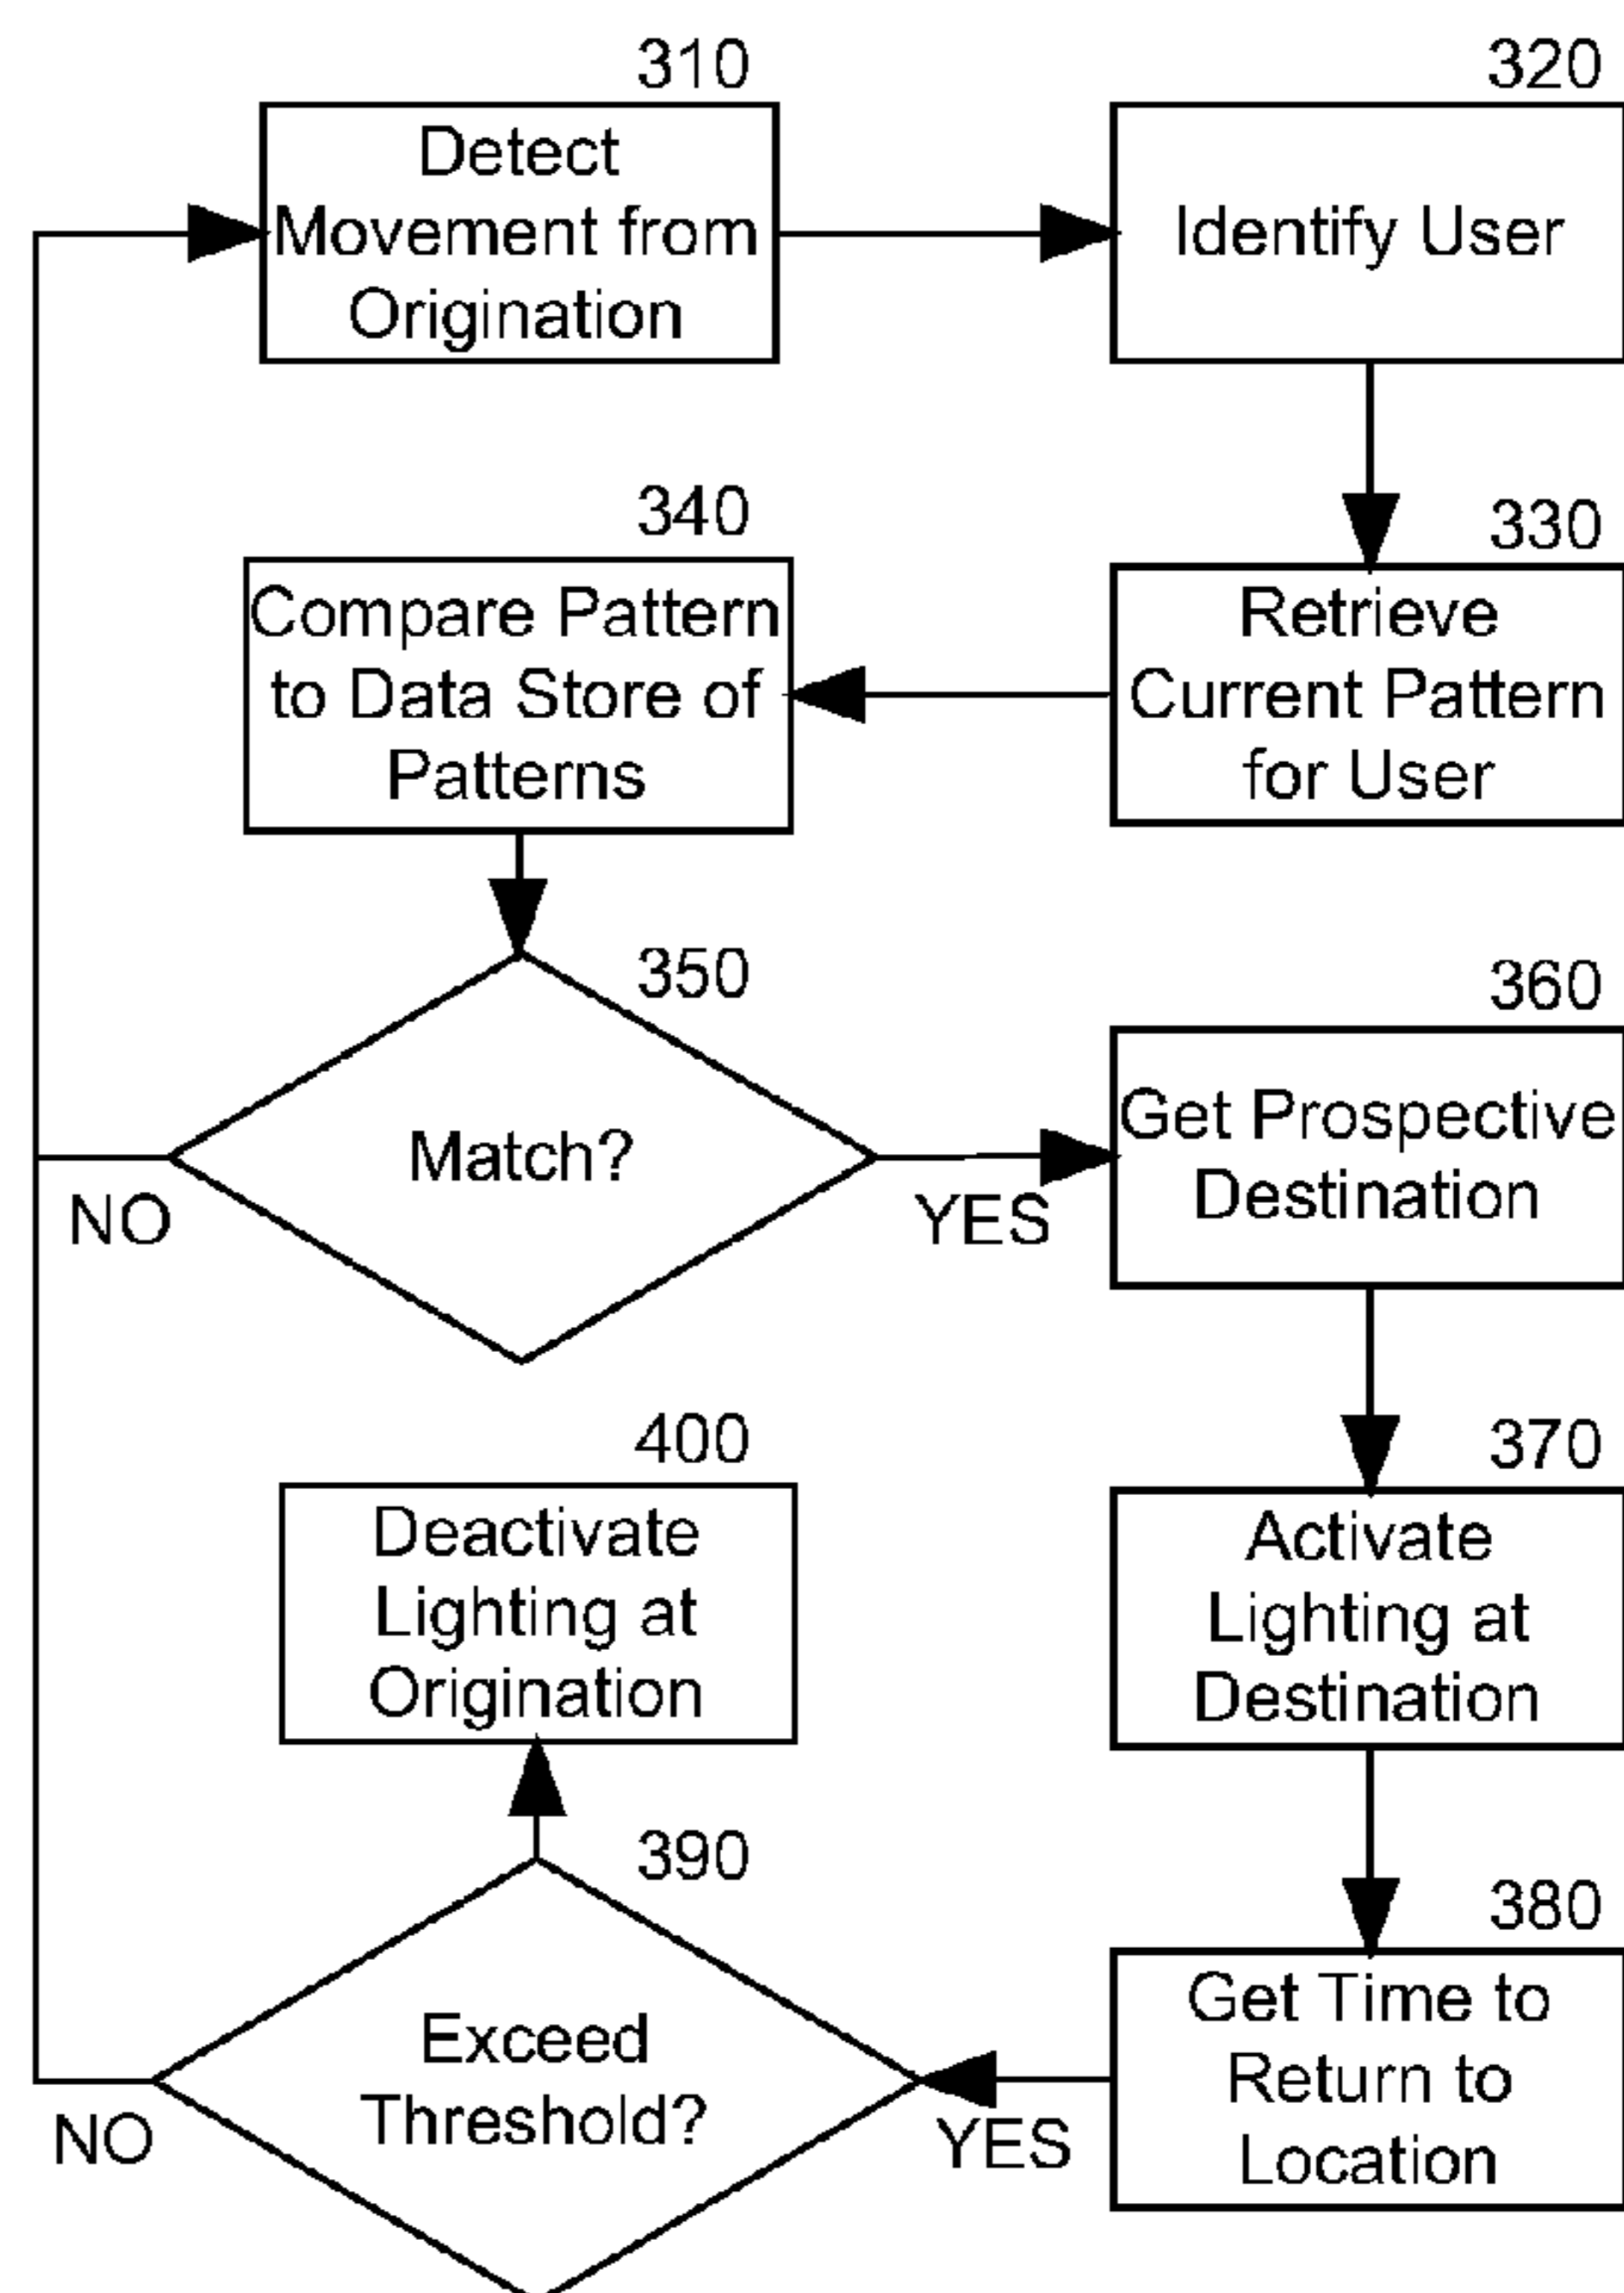 310
Detect
Movement from
Origination
320
Identify User
330
Retrieve
Current Pattern
for User
340
Compare Pattern
to Data Store of
Patterns
350
Match?
NO
YES
360
Get Prospective
Destination
370
Activate
Lighting at
Destination
380
Get Time to
Return to
Location
YES
390
Exceed
Threshold?
NO
400
Deactivate
Lighting at
Origination